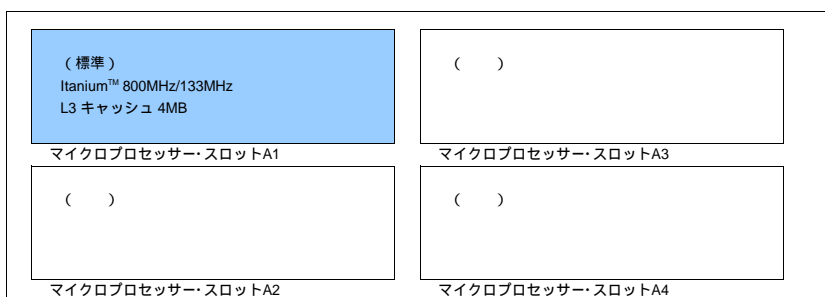 (標準)
Itanium™ 800MHz/133MHz
L3 キャッシュ 4MB
マイクロプロセッサー・スロットA1
(　　)
マイクロプロセッサー・スロットA3
(　　)
マイクロプロセッサー・スロットA2
(　　)
マイクロプロセッサー・スロットA4